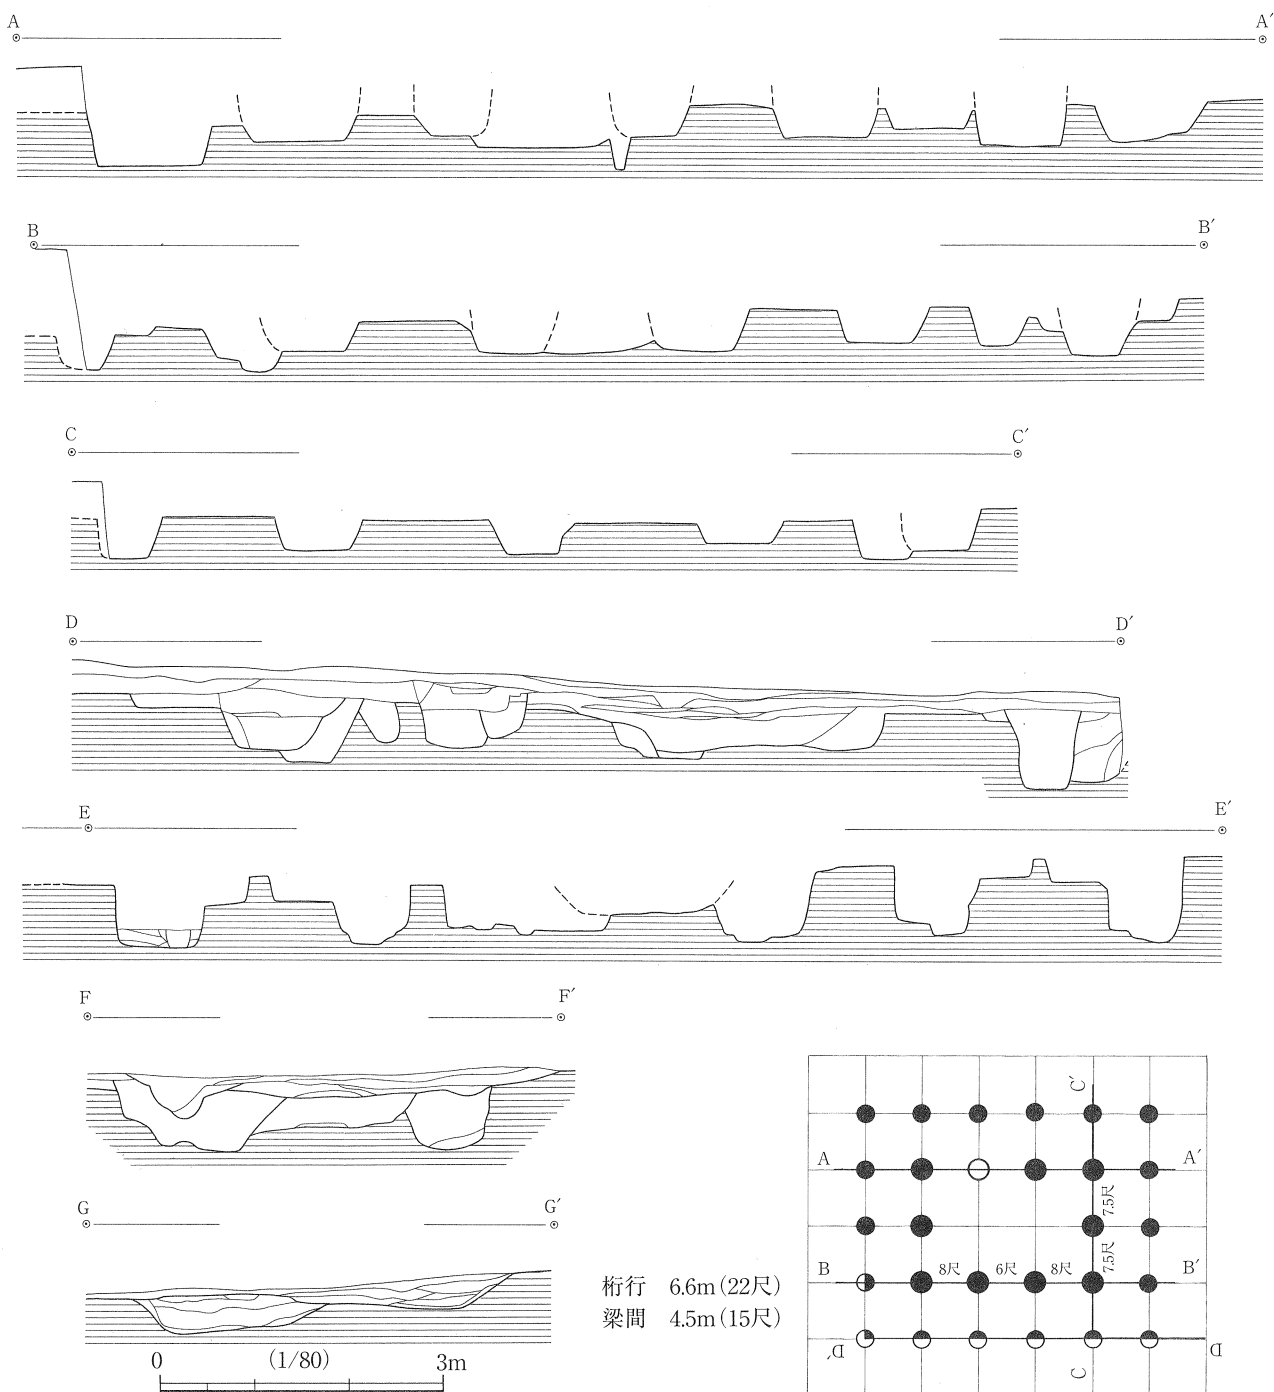 A A′
B B′
C C′
D D′
E E′
F F′
G G′
桁行 6.6m(22尺)
梁間 4.5m(15尺)
0 (1/80) 3m
C′
A A′
7.5尺
B 8尺 6尺 8尺 7.5尺 B′
D′ D
C